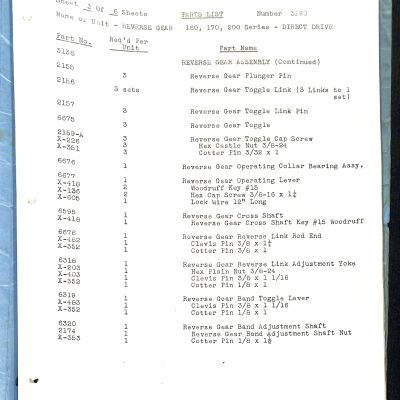 Sheet 3 Of 6 Sheets PARTS LIST Number 3290
Name of Unit - REVERSE GEAR 160, 170, 200 Series - DIRECT DRIVE
Part No. Req'd Per Unit Part Name
3138 REVERSE GEAR ASSEMBLY (Continued)
2155 3 Reverse Gear Plunger Pin
2156 3 sets Reverse Gear Toggle Link (3 Links to 1 set)
2157 3 Reverse Gear Toggle Link Pin
6675 3 Reverse Gear Toggle
2159-A 3 Reverse Gear Toggle Cap Screw
X-226 3 Hex Castle Nut 3/8-24
X-351 3 Cotter Pin 3/32 x 1
6676 1 Reverse Gear Operating Collar Bearing Assy.
6677 1 Reverse Gear Operating Lever
X-418 2 Woodruff Key #15
X-136 2 Hex Cap Screw 3/8-16 x 1¼
X-605 1 Lock Wire 12" Long
6595 1 Reverse Gear Cross Shaft
X-418 1 Reverse Gear Cross Shaft Key #15 Woodruff
6678 1 Reverse Gear Reverse Link Rod End
X-482 1 Clevis Pin 3/8 x 1¼
X-352 1 Cotter Pin 1/8 x 1
6318 1 Reverse Gear Reverse Link Adjustment Yoke
X-203 1 Hex Plain Nut 3/8-24
X-403 1 Clevis Pin 3/8 x 1 1/16
X-352 1 Cotter Pin 1/8 x 1
6319 1 Reverse Gear Band Toggle Lever
X-483 1 Clevis Pin 3/8 x 1 1/16
X-352 1 Cotter Pin 1/8 x 1
6320 1 Reverse Gear Band Adjustment Shaft
2174 1 Reverse Gear Band Adjustment Shaft Nut
X-353 1 Cotter Pin 1/8 x 1½